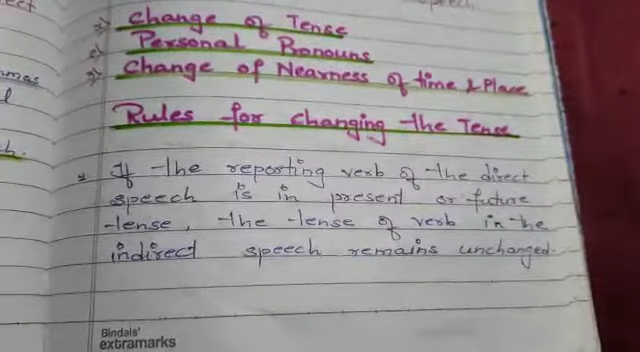 speech
ect
⇒ Change of Tense
⇒ Personal Pronouns
⇒ Change of Nearness of time & Place
Rules for changing the Tense
If the reporting verb of the direct
speech is in present or future
tense, the tense of verb in the
indirect speech remains unchanged.
Bindals'
extramarks